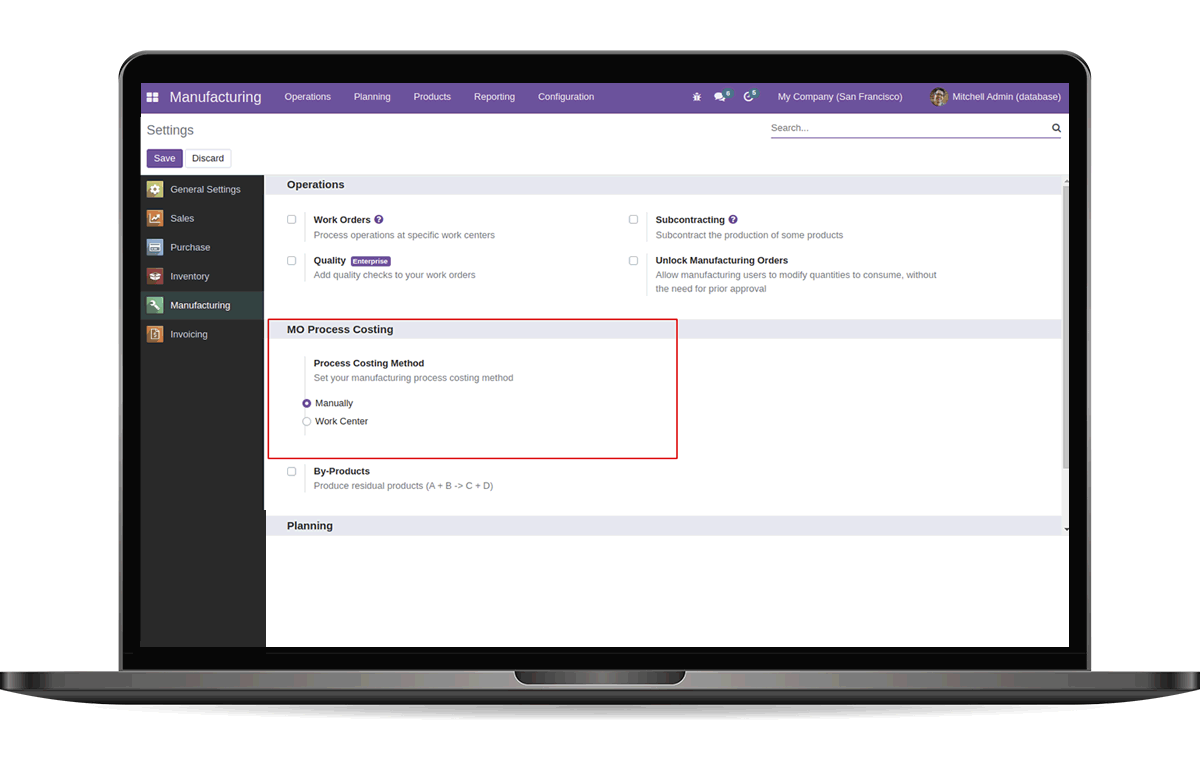 Manufacturing Operations Planning Products Reporting Configuration 6 6 My Company (San Francisco) Mitchell Admin (database)
Settings
Search...
Save Discard
General Settings
Sales
Purchase
Inventory
Manufacturing
Invoicing
Operations
Work Orders ?
Process operations at specific work centers
Subcontracting ?
Subcontract the production of some products
Quality Enterprise
Add quality checks to your work orders
Unlock Manufacturing Orders
Allow manufacturing users to modify quantities to consume, without
the need for prior approval
MO Process Costing
Process Costing Method
Set your manufacturing process costing method
Manually
Work Center
By-Products
Produce residual products (A + B -> C + D)
Planning